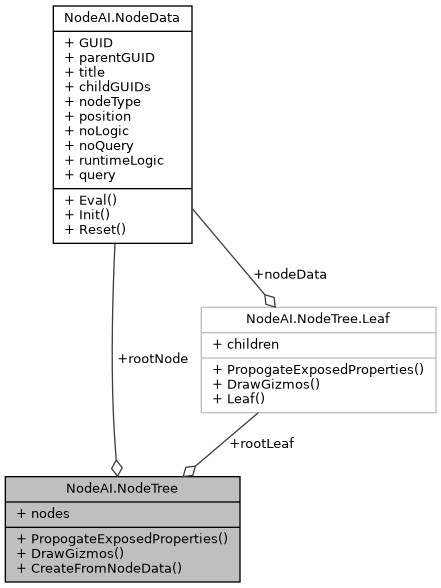 NodeAI.NodeData
+ GUID
+ parentGUID
+ title
+ childGUIDs
+ nodeType
+ position
+ noLogic
+ noQuery
+ runtimeLogic
+ query
+ Eval()
+ Init()
+ Reset()
+nodeData
NodeAI.NodeTree.Leaf
+ children
+ PropogateExposedProperties()
+ DrawGizmos()
+ Leaf()
+rootNode
+rootLeaf
NodeAI.NodeTree
+ nodes
+ PropogateExposedProperties()
+ DrawGizmos()
+ CreateFromNodeData()